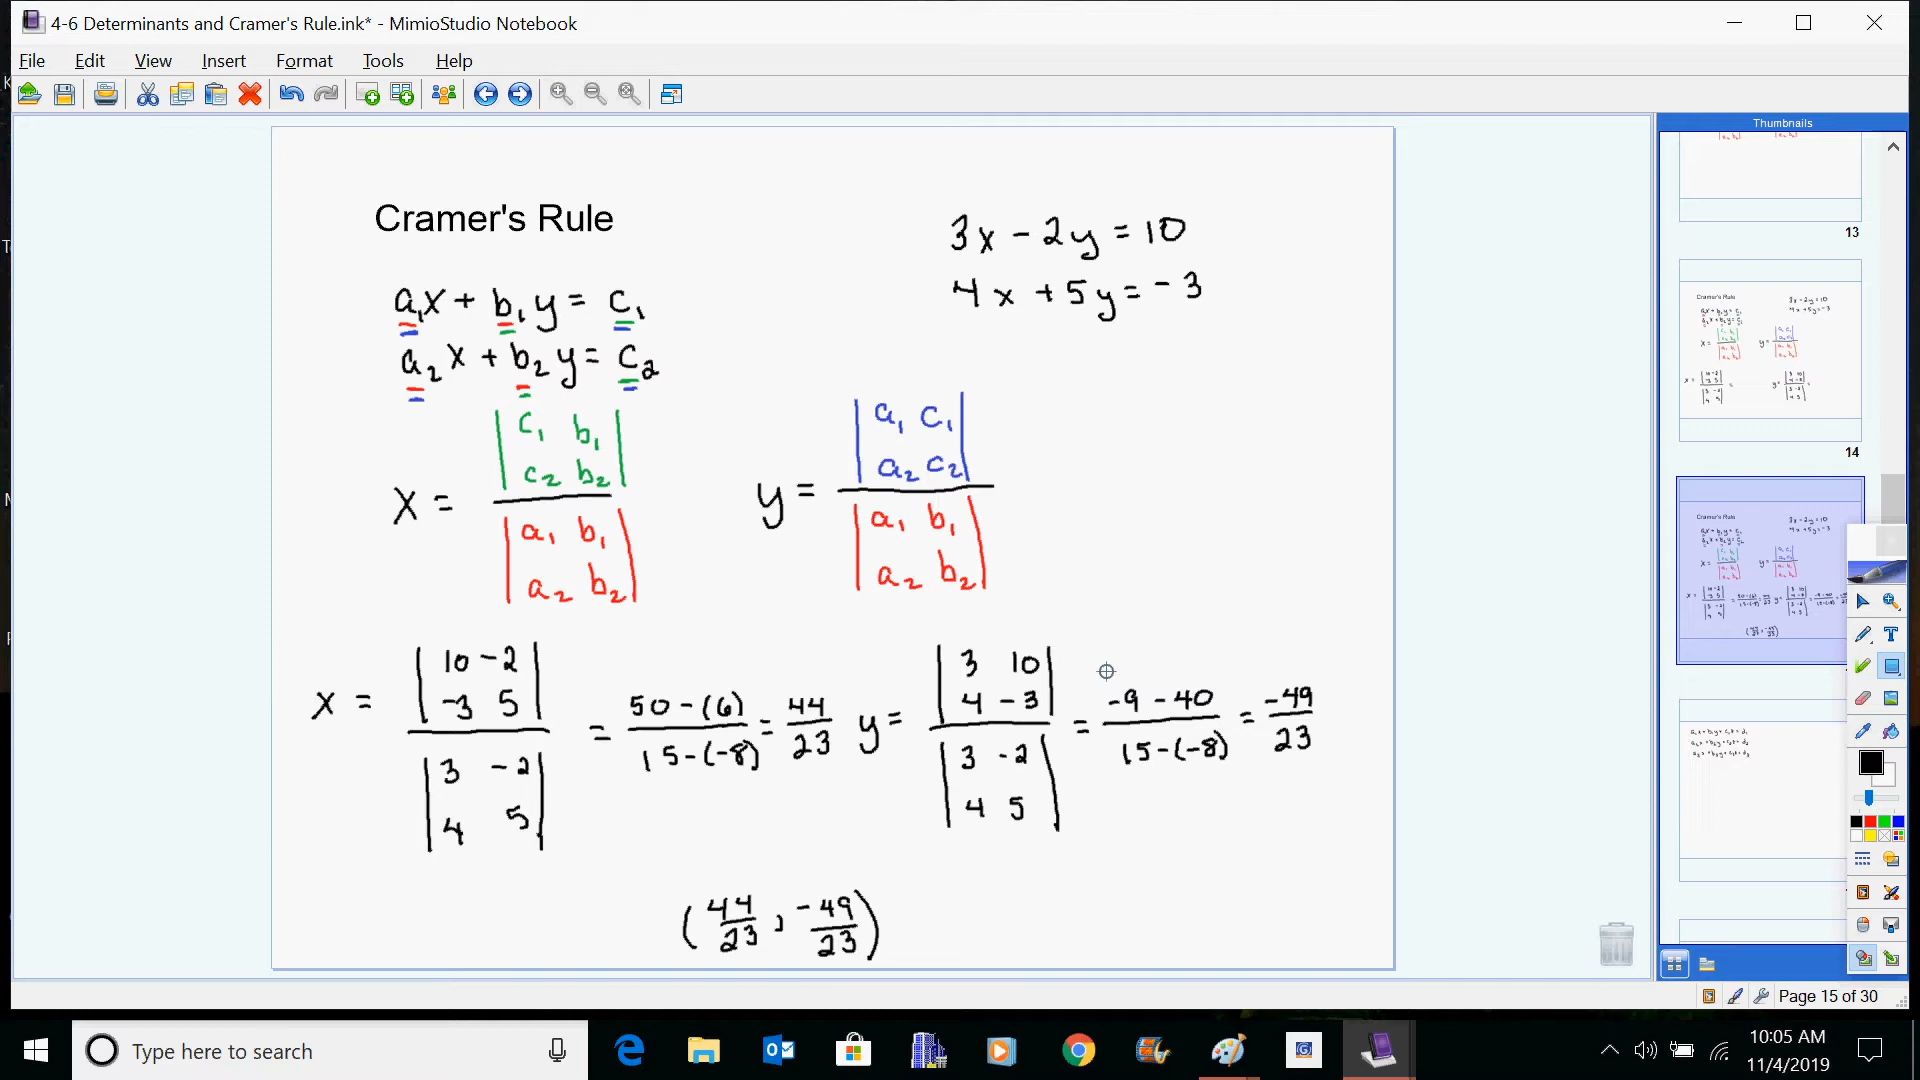 4-6 Determinants and Cramer's Rule.ink* - MimioStudio Notebook
File Edit View Insert Format Tools Help
Thumbnails
13
14
Cramer's Rule
3x - 2y = 10
4x + 5y = -3
a₁x + b₁y = c₁
a₂x + b₂y = c₂
x = |c₁ b₁ c₂ b₂| / |a₁ b₁ a₂ b₂|
y = |a₁ c₁ a₂ c₂| / |a₁ b₁ a₂ b₂|
x = |10 -2 -3 5| / |3 -2 4 5| = 50 - (6) / 15 - (-8) = 44/23
y = |3 10 4 -3| / |3 -2 4 5| = -9 - 40 / 15 - (-8) = -49/23
(44/23, -49/23)
Page 15 of 30
Type here to search
10:05 AM
11/4/2019